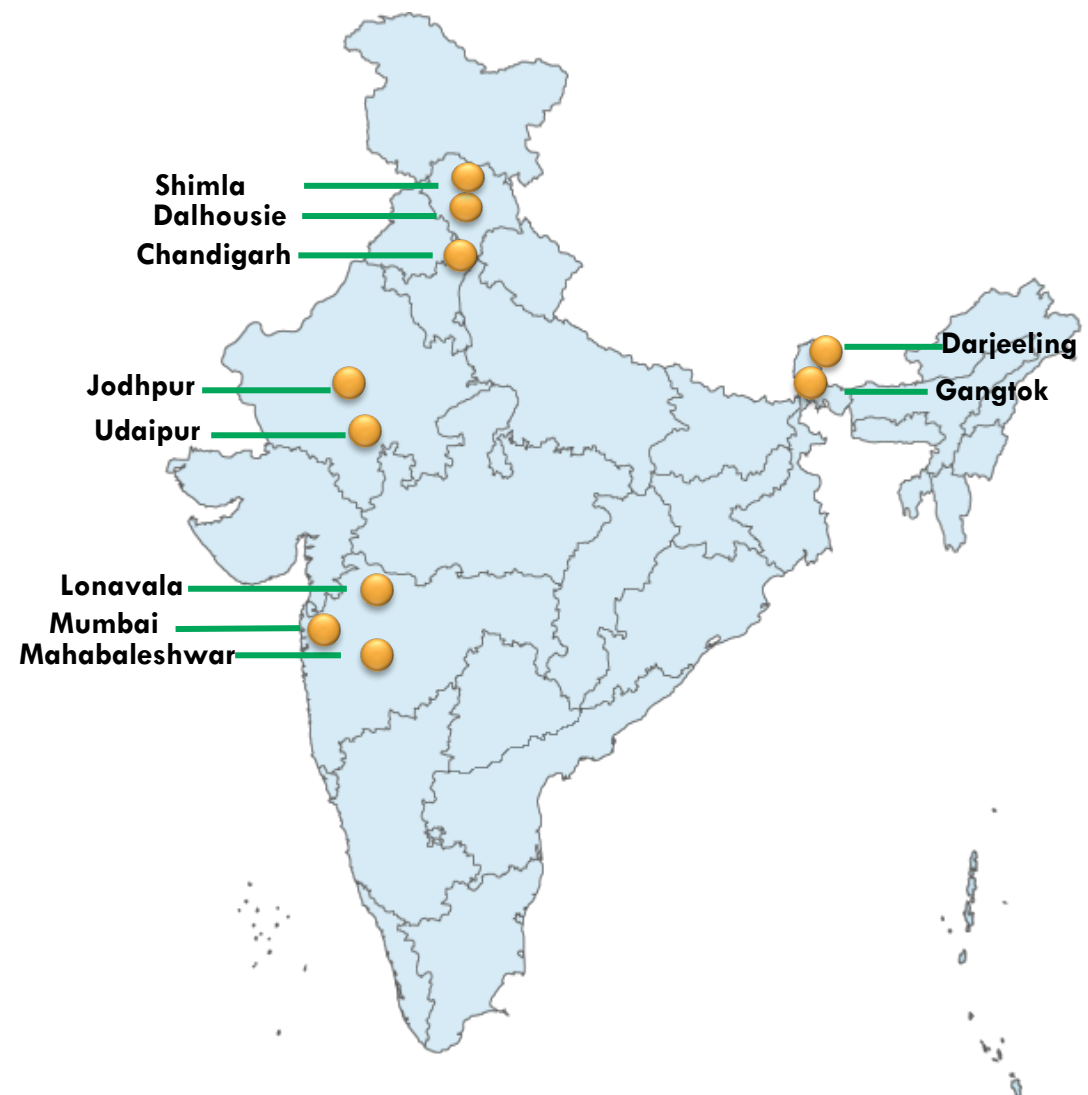 Shimla
Dalhousie
Chandigarh
Darjeeling
Jodhpur
Gangtok
Udaipur
Lonavala
Mumbai
Mahabaleshwar